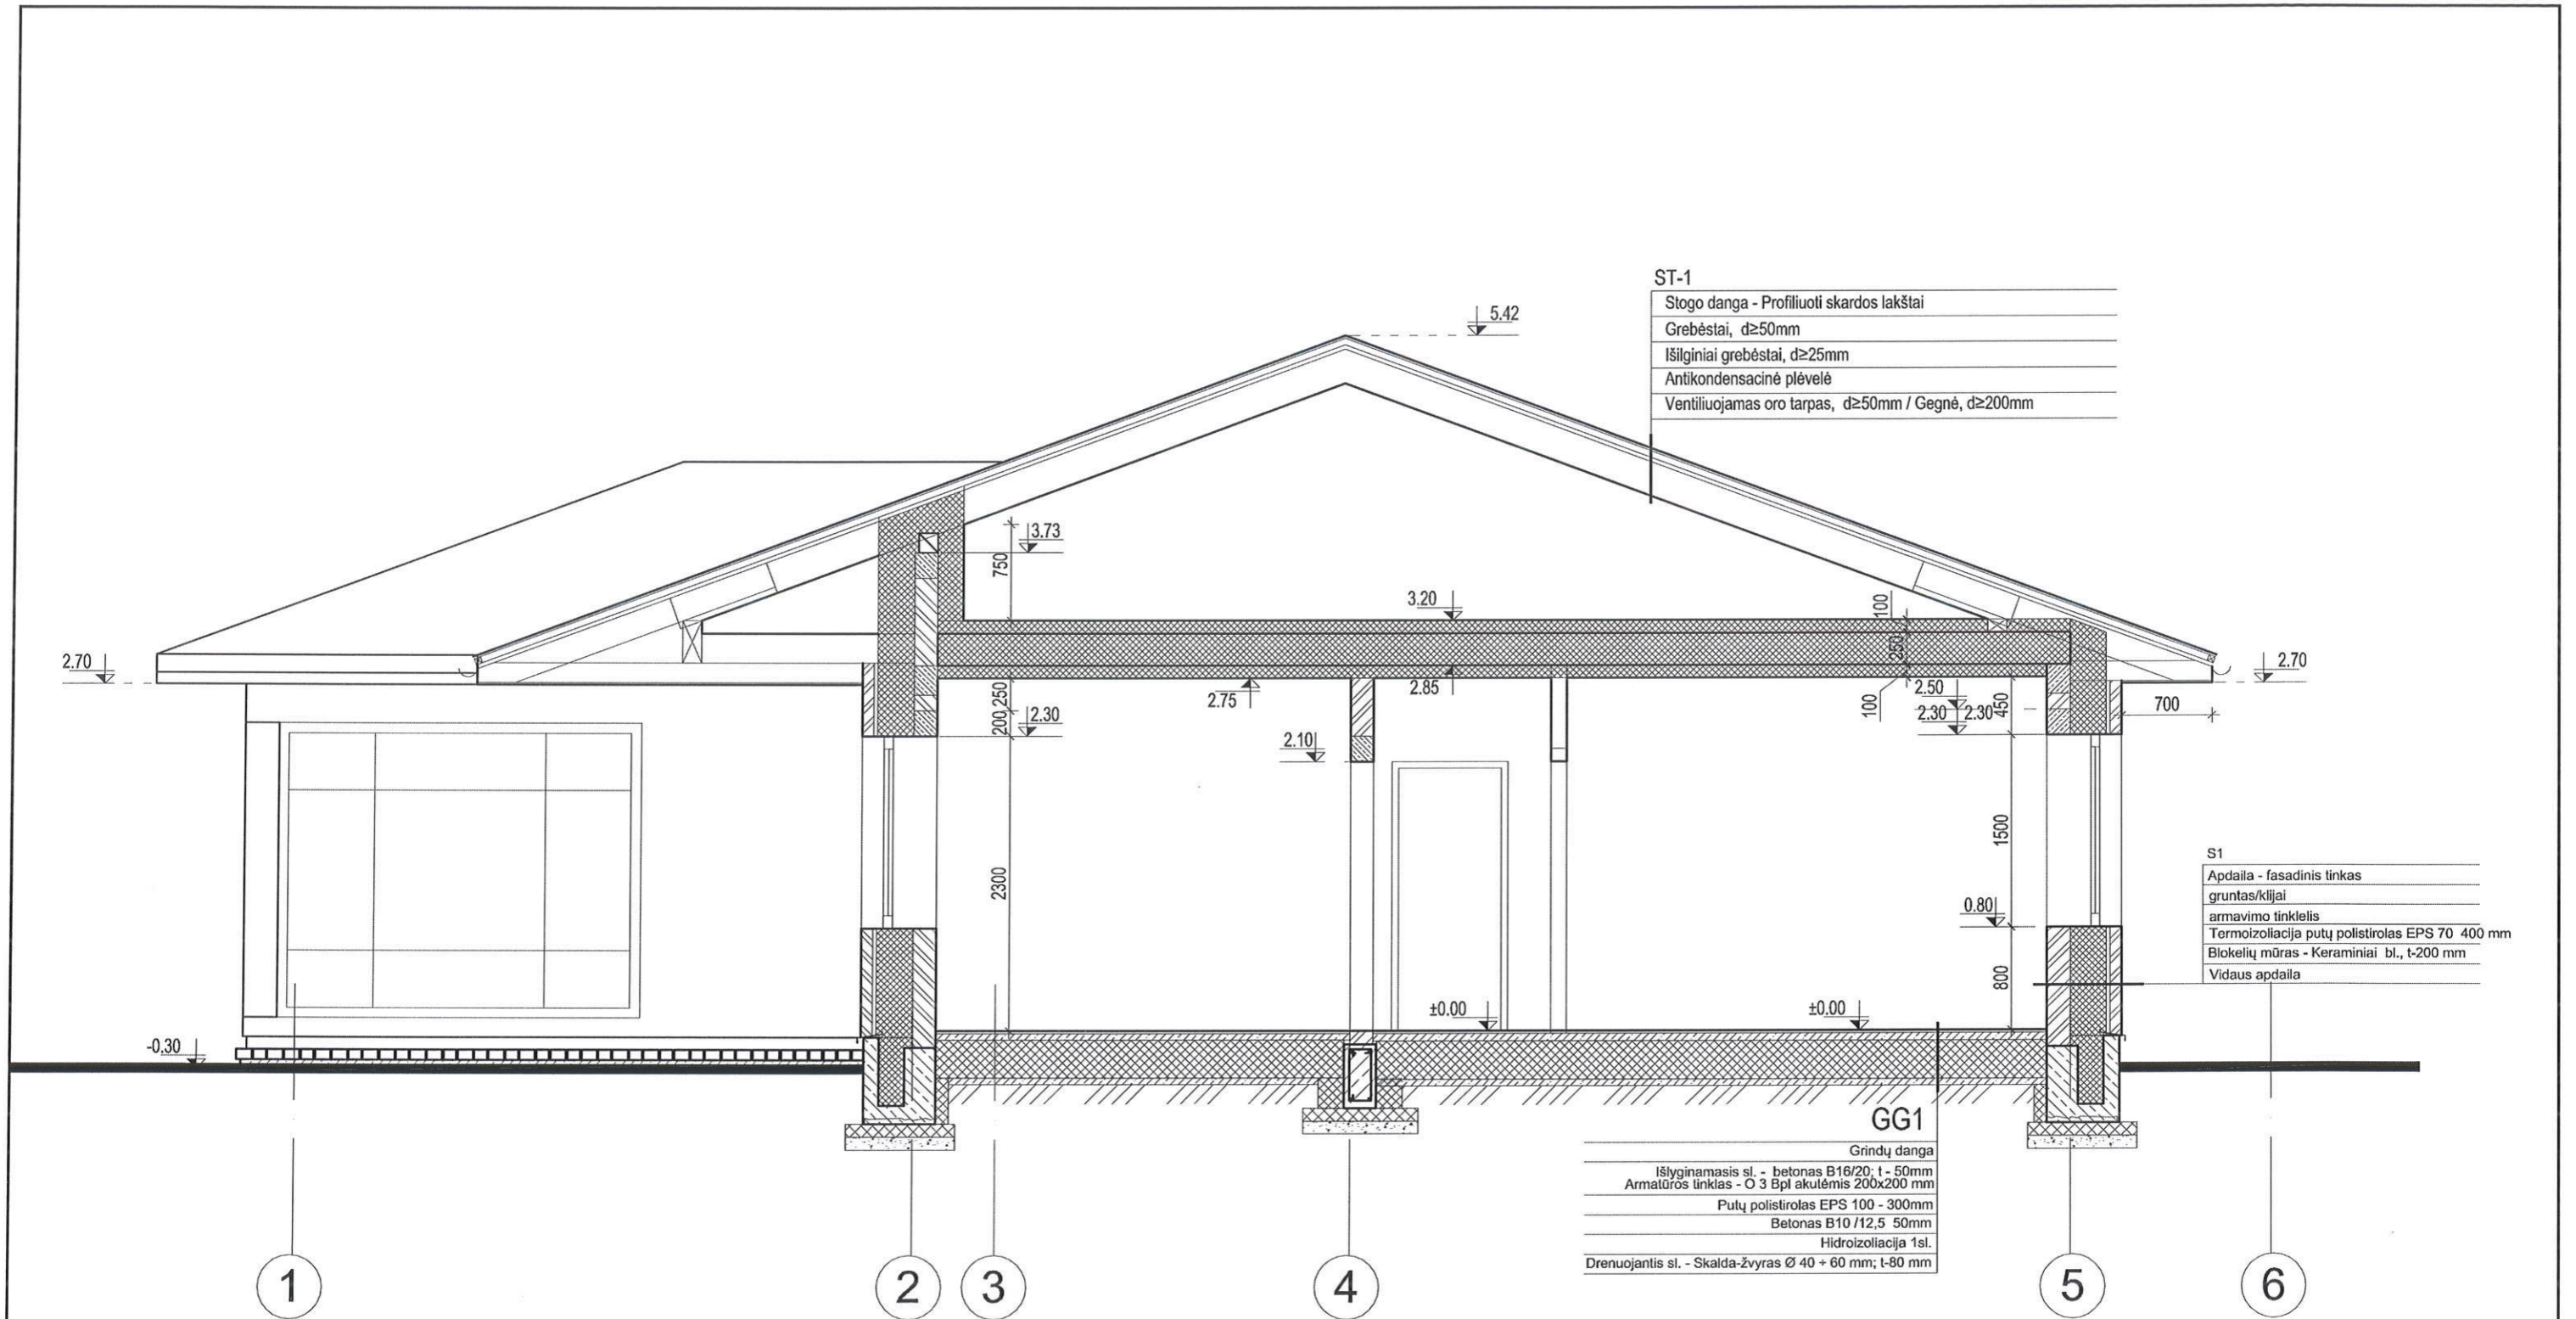 ST-1
Stogo danga - Profiliuoti skardos lakštai
Grebėstai, d≥50mm
Išilginiai grebėstai, d≥25mm
Antikondensacinė plėvelė
Ventiliuojamas oro tarpas, d≥50mm / Gegnė, d≥200mm
5.42
3.73
750
3.20
100
250
2.70
2.70
2.85
2.75
100
250
200
2.30
2.50
2.30
2.30
450
700
2.10
2300
1500
0.80
800
S1
Apdaila - fasadinis tinkas
gruntas/klijai
armavimo tinklelis
Termoizoliacija putų polistirolas EPS 70 400 mm
Blokelių mūras - Keraminiai bl., t-200 mm
Vidaus apdaila
±0.00
±0.00
-0.30
GG1
Grindų danga
Išlyginamasis sl. - betonas B16/20; t - 50mm
Armatūros tinklas - O 3 BpI akutėmis 200x200 mm
Putų polistirolas EPS 100 - 300mm
Betonas B10 /12,5 50mm
Hidroizoliacija 1sl.
Drenuojantis sl. - Skalda-žvyras Ø 40 ÷ 60 mm; t-80 mm
1
2
3
4
5
6